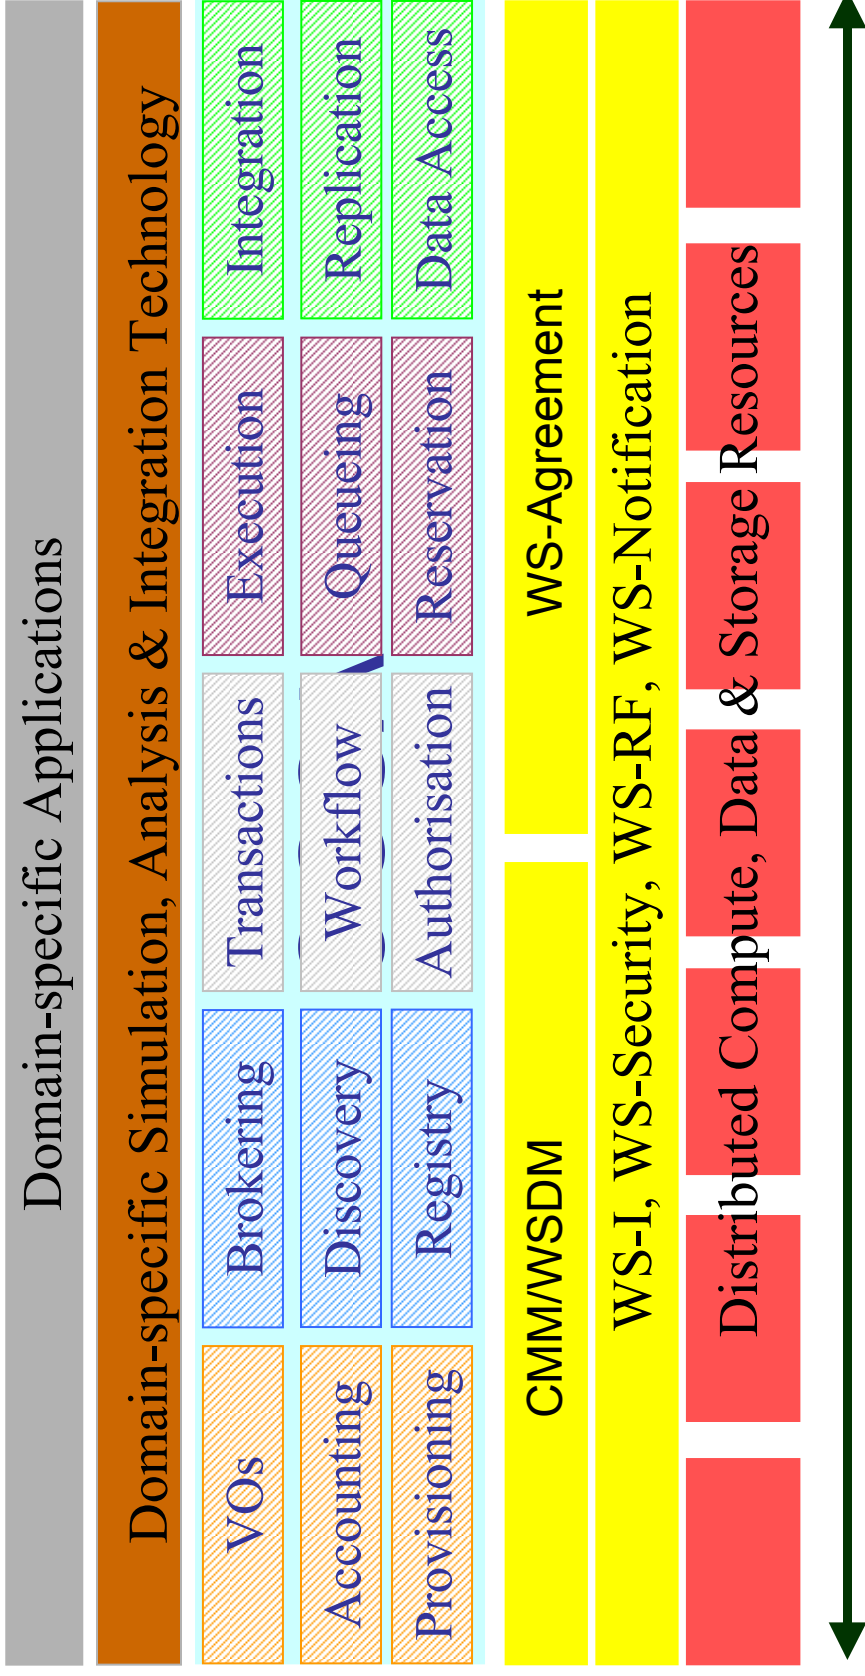 Domain-specific Applications
Domain-specific Simulation, Analysis & Integration Technology
VOs
Brokering
Transactions
Execution
Integration
Accounting
Discovery
Workflow
Queueing
Replication
Provisioning
Registry
Authorisation
Reservation
Data Access
CMM/WSDM
WS-Agreement
WS-I, WS-Security, WS-RF, WS-Notification
Distributed Compute, Data & Storage Resources